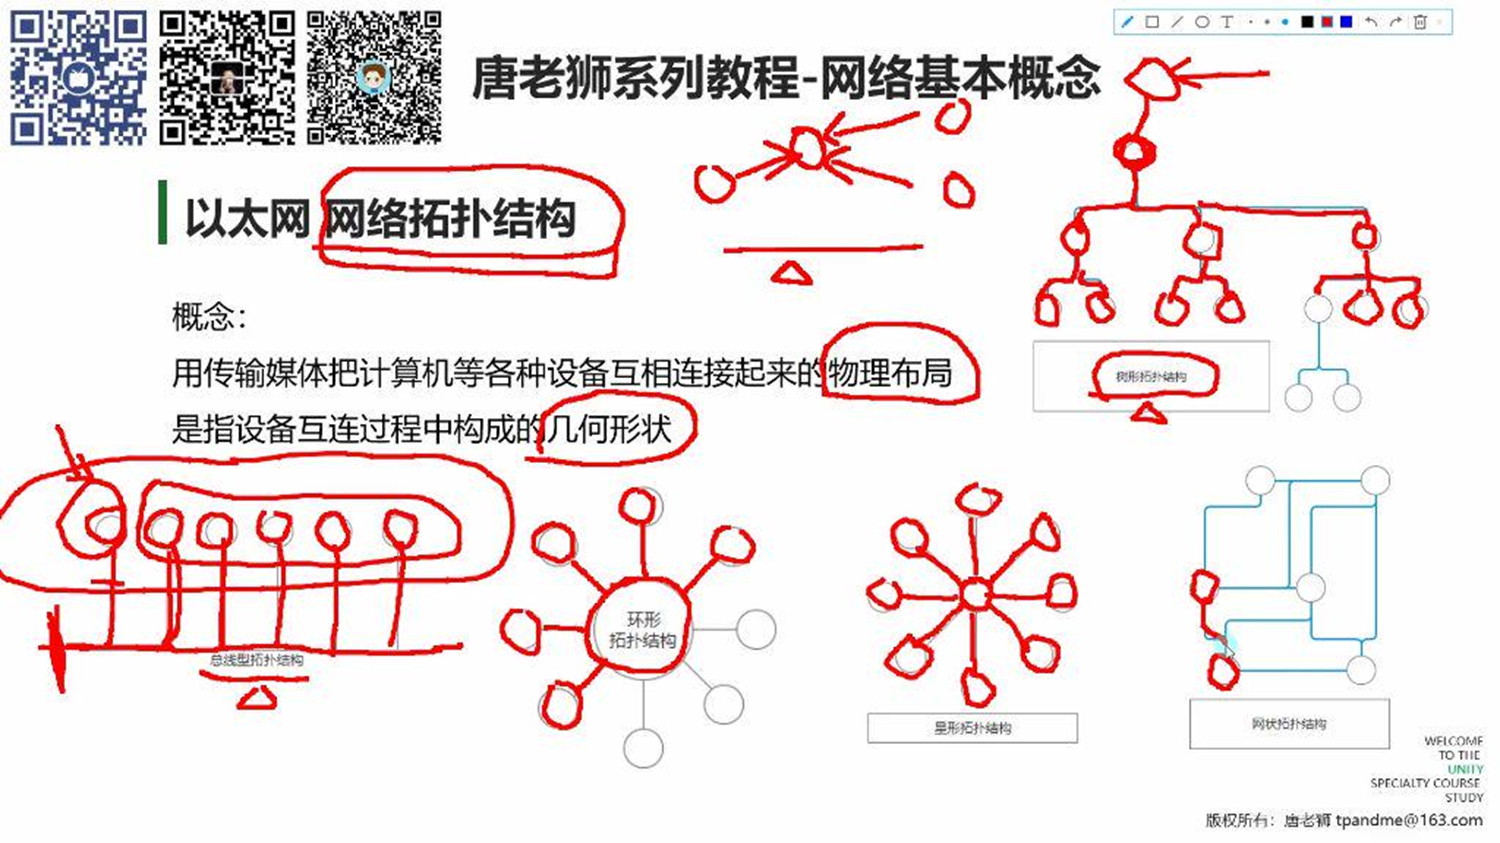 唐老狮系列教程-网络基本概念
以太网 网络拓扑结构
概念：
用传输媒体把计算机等各种设备互相连接起来的物理布局
是指设备互连过程中构成的几何形状
树形拓扑结构
总线型拓扑结构
环形
拓扑结构
星形拓扑结构
网状拓扑结构
WELCOME
TO THE
UNITY
SPECIALTY COURSE
STUDY
版权所有：唐老狮 tpandme@163.com